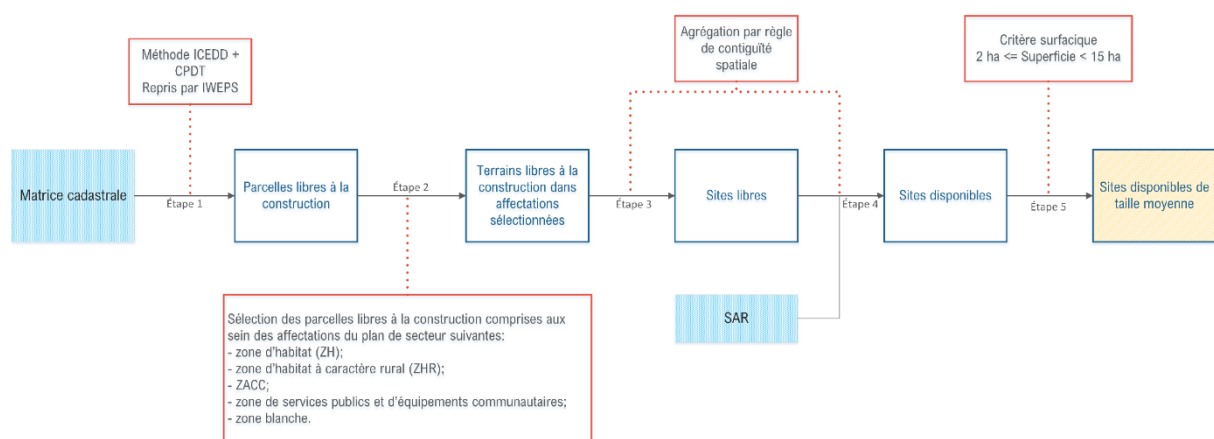 Méthode ICEDD +
CPDT
Repris par IWEPS
Agrégation par règle
de contiguïté
spatiale
Critère surfacique
2 ha <= Superficie < 15 ha
Matrice cadastrale
Étape 1
Parcelles libres à la
construction
Étape 2
Terrains libres à la
construction dans
affectations
sélectionnées
Étape 3
Sites libres
Étape 4
Sites disponibles
Étape 5
Sites disponibles de
taille moyenne
Sélection des parcelles libres à la construction comprises aux
sein des affectations du plan de secteur suivantes:
- zone d'habitat (ZH);
- zone d'habitat à caractère rural (ZHR);
- ZACC;
- zone de services publics et d'équipements communautaires;
- zone blanche.
SAR